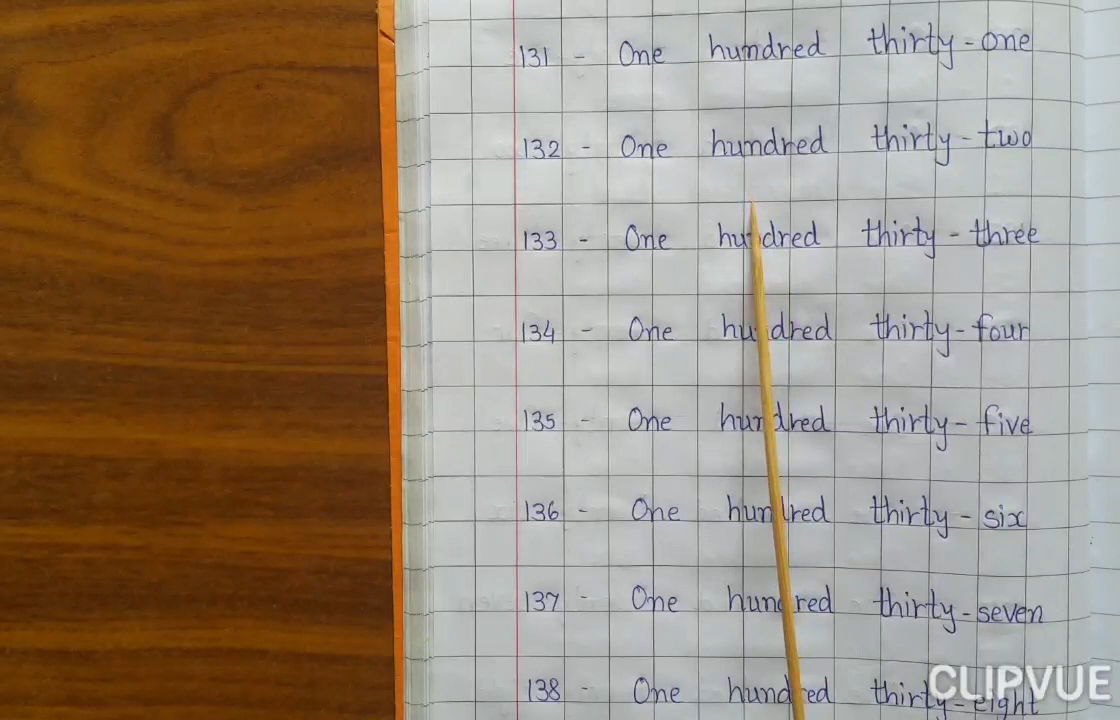 131 - One hundred thirty-one
132 - One hundred thirty-two
133 - One hundred thirty-three
134 - One hundred thirty-four
135 - One hundred thirty-five
136 - One hundred thirty-six
137 - One hundred thirty-seven
138 - One hundred thirty-eight
CLIPVUE